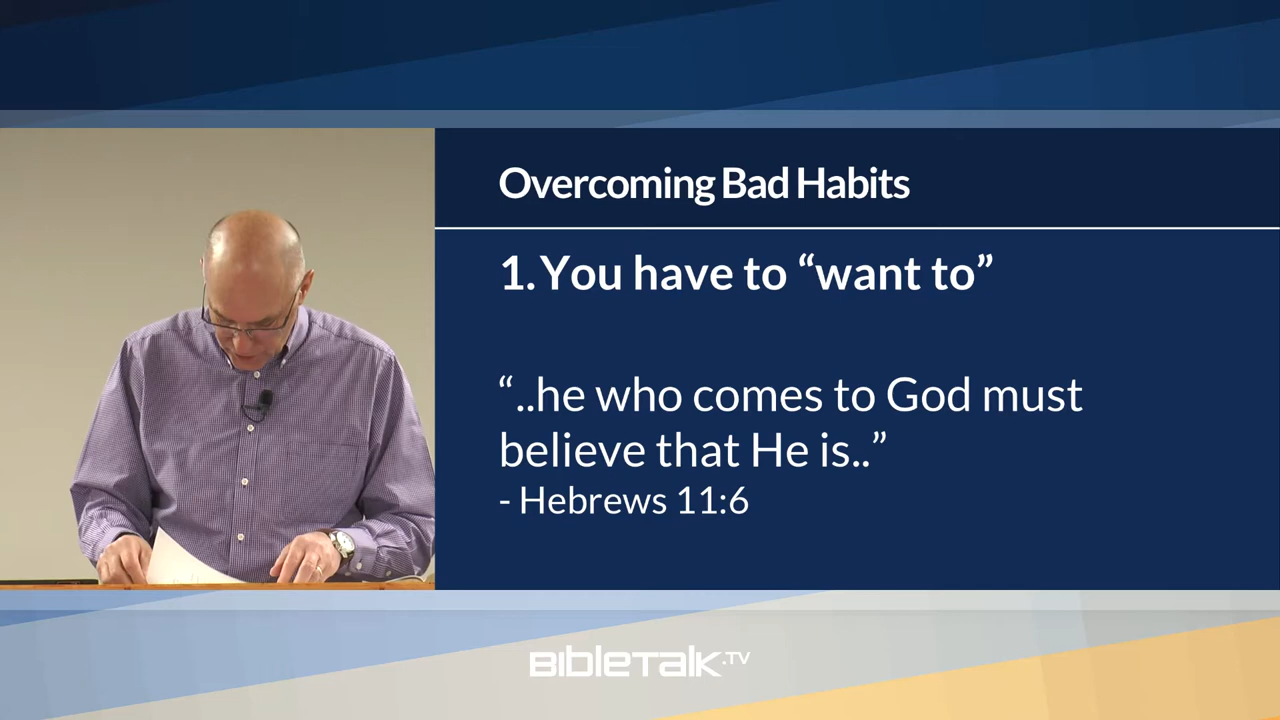 Overcoming Bad Habits
1. You have to “want to”
“..he who comes to God must
believe that He is..”
- Hebrews 11:6
BibleTalk.TV